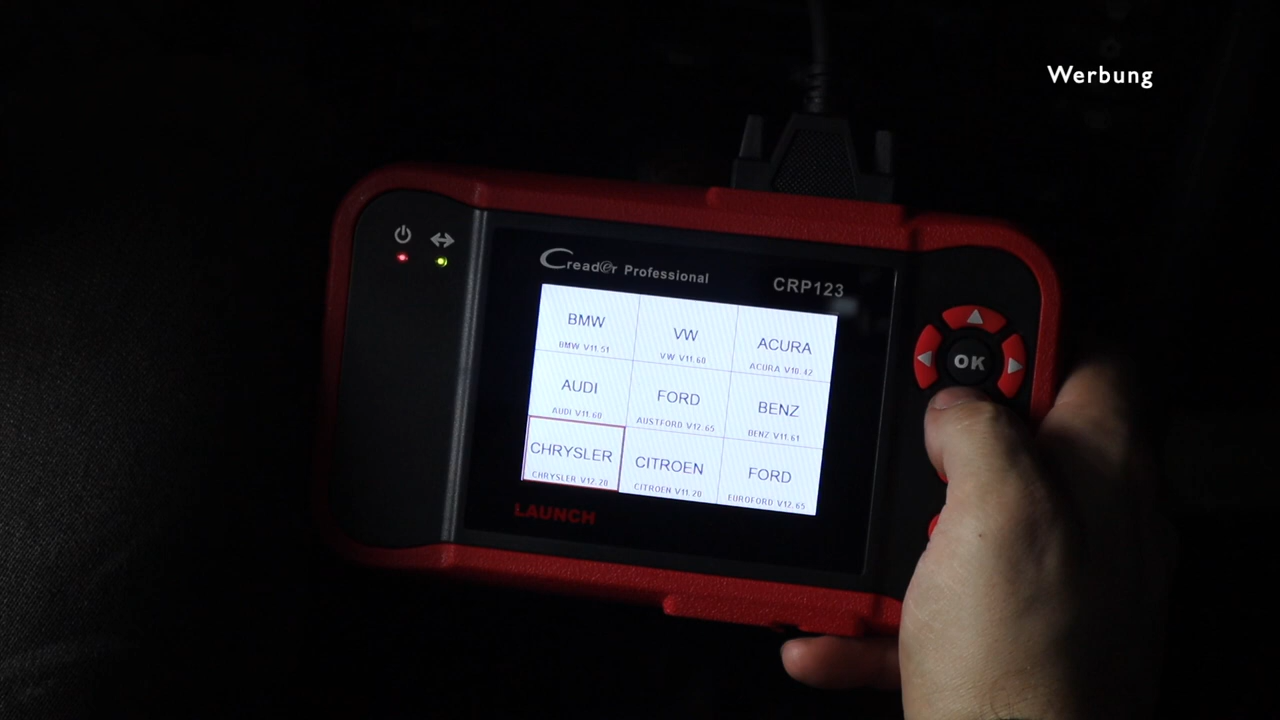 Werbung
Creader Professional
CRP123
BMW
BMW V11.51
VW
VW V11.60
ACURA
ACURA V10.42
AUDI
AUDI V11.60
FORD
AUSTFORD V12.65
BENZ
BENZ V11.61
CHRYSLER
CHRYSLER V12.20
CITROEN
CITROEN V11.20
FORD
EUROFORD V12.65
LAUNCH
OK